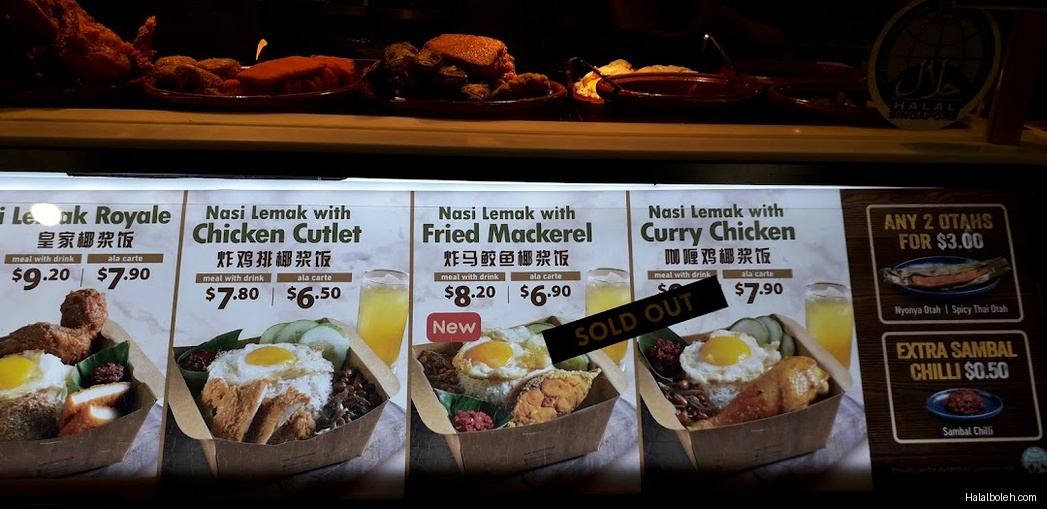 حلال
HALAL
SINGAPORE
Lemak Royale
皇家椰浆饭
meal with drink
ala carte
$9.20
$7.90
Nasi Lemak with
Chicken Cutlet
炸鸡排椰浆饭
meal with drink
ala carte
$7.80
$6.50
Nasi Lemak with
Fried Mackerel
炸马鲛鱼椰浆饭
meal with drink
ala carte
$8.20
$6.90
New
SOLD OUT
Nasi Lemak with
Curry Chicken
咖喱鸡椰浆饭
meal with drink
ala carte
$7.90
ANY 2 OTAHS
FOR $3.00
Nyonya Otah | Spicy Thai Otah
EXTRA SAMBAL
CHILLI $0.50
Sambal Chilli
Halalboleh.com